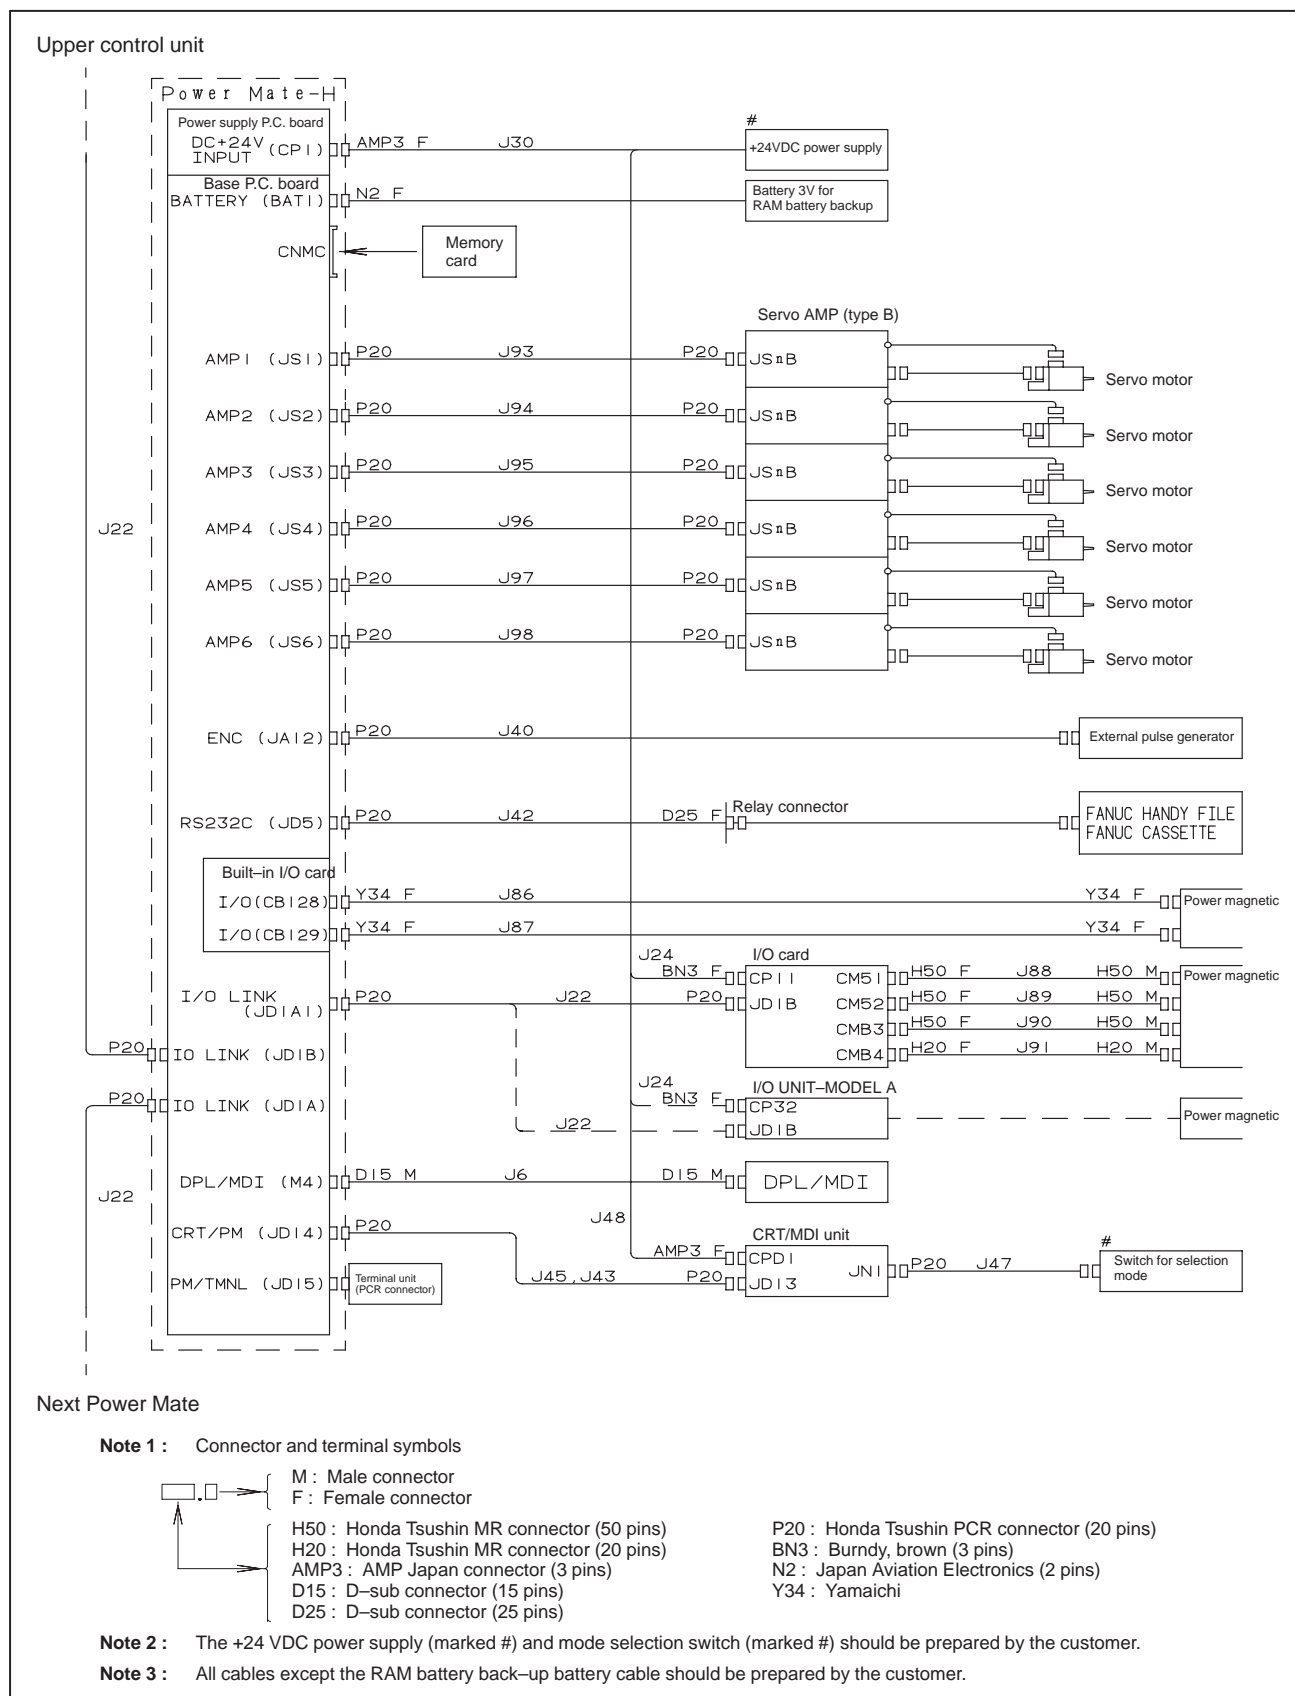 Upper control unit
Power Mate-H
Power supply P.C. board
DC+24V
INPUT (CP1)
AMP3 F
J30
#
+24VDC power supply
Base P.C. board
BATTERY (BAT1)
N2 F
Battery 3V for
RAM battery backup
CNMC
Memory
card
Servo AMP (type B)
AMP1 (JS1)
P20
J93
P20
JSnB
Servo motor
AMP2 (JS2)
P20
J94
P20
JSnB
Servo motor
AMP3 (JS3)
P20
J95
P20
JSnB
Servo motor
J22
AMP4 (JS4)
P20
J96
P20
JSnB
Servo motor
AMP5 (JS5)
P20
J97
P20
JSnB
Servo motor
AMP6 (JS6)
P20
J98
P20
JSnB
Servo motor
ENC (JA12)
P20
J40
External pulse generator
RS232C (JD5)
P20
J42
D25 F
Relay connector
FANUC HANDY FILE
FANUC CASSETTE
Built–in I/O card
I/O(CB128)
Y34 F
J86
Y34 F
Power magnetic
I/O(CB129)
Y34 F
J87
Y34 F
J24
I/O card
BN3 F
CP11
CM51
H50 F
J88
H50 M
Power magnetic
I/O LINK
(JD1A1)
P20
J22
P20
JD1B
CM52
H50 F
J89
H50 M
CMB3
H50 F
J90
H50 M
P20
IO LINK (JD1B)
CMB4
H20 F
J91
H20 M
J24
I/O UNIT–MODEL A
P20
IO LINK (JD1A)
BN3 F
CP32
Power magnetic
J22
JD1B
DPL/MDI (M4)
D15 M
J6
D15 M
DPL/MDI
J22
J48
CRT/PM (JD14)
P20
CRT/MDI unit
#
AMP3 F
CPD1
JN1
P20
J47
Switch for selection
mode
PM/TMNL (JD15)
Terminal unit
(PCR connector)
J45,J43
P20
JD13
Next Power Mate
Note 1 : Connector and terminal symbols
M : Male connector
F : Female connector
H50 : Honda Tsushin MR connector (50 pins)
H20 : Honda Tsushin MR connector (20 pins)
AMP3 : AMP Japan connector (3 pins)
D15 : D–sub connector (15 pins)
D25 : D–sub connector (25 pins)
P20 : Honda Tsushin PCR connector (20 pins)
BN3 : Burndy, brown (3 pins)
N2 : Japan Aviation Electronics (2 pins)
Y34 : Yamaichi
Note 2 : The +24 VDC power supply (marked #) and mode selection switch (marked #) should be prepared by the customer.
Note 3 : All cables except the RAM battery back–up battery cable should be prepared by the customer.